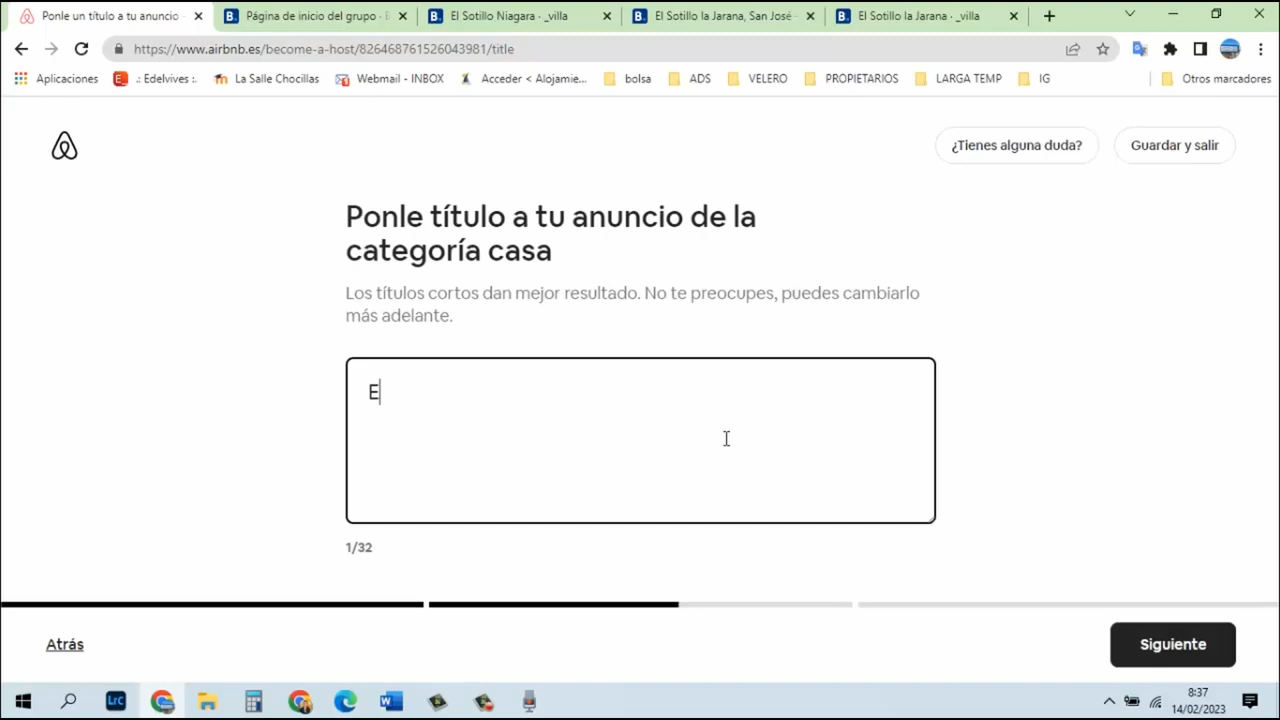 Ponle un título a tu anuncio
Página de inicio del grupo
El Sotillo Niagara · _villa
El Sotillo la Jarana, San José
El Sotillo la Jarana · _villa
https://www.airbnb.es/become-a-host/826468761526043981/title
Aplicaciones
.: Edelvives :.
La Salle Chocillas
Webmail - INBOX
Acceder < Alojamie...
bolsa
ADS
VELERO
PROPIETARIOS
LARGA TEMP
IG
Otros marcadores
¿Tienes alguna duda?
Guardar y salir
Ponle título a tu anuncio de la
categoría casa
Los títulos cortos dan mejor resultado. No te preocupes, puedes cambiarlo
más adelante.
E
1/32
Atrás
Siguiente
LrC
8:37
14/02/2023